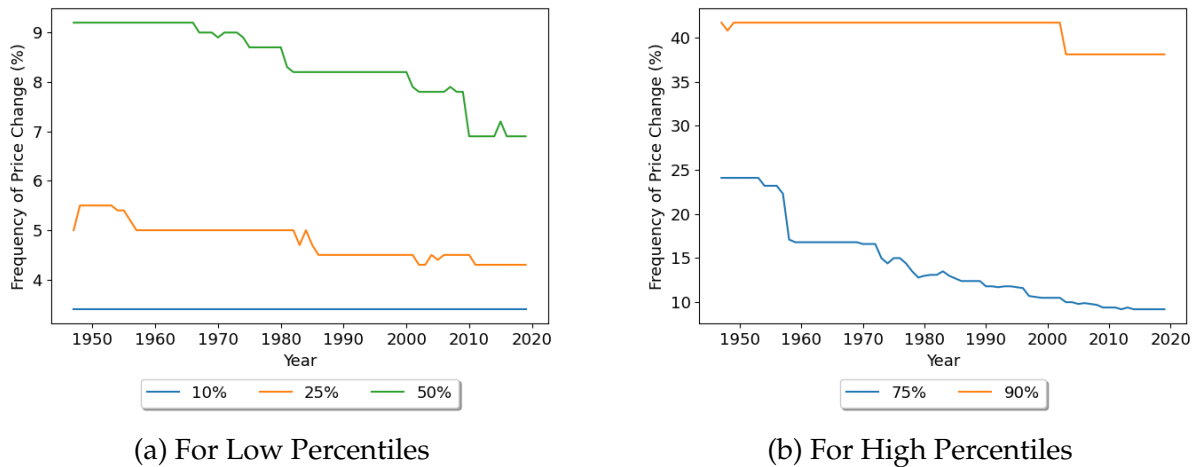 Frequency of Price Change (%)
9
8
7
6
5
4
1950 1960 1970 1980 1990 2000 2010 2020
Year
10% 25% 50%
(a) For Low Percentiles
Frequency of Price Change (%)
40
35
30
25
20
15
10
1950 1960 1970 1980 1990 2000 2010 2020
Year
75% 90%
(b) For High Percentiles